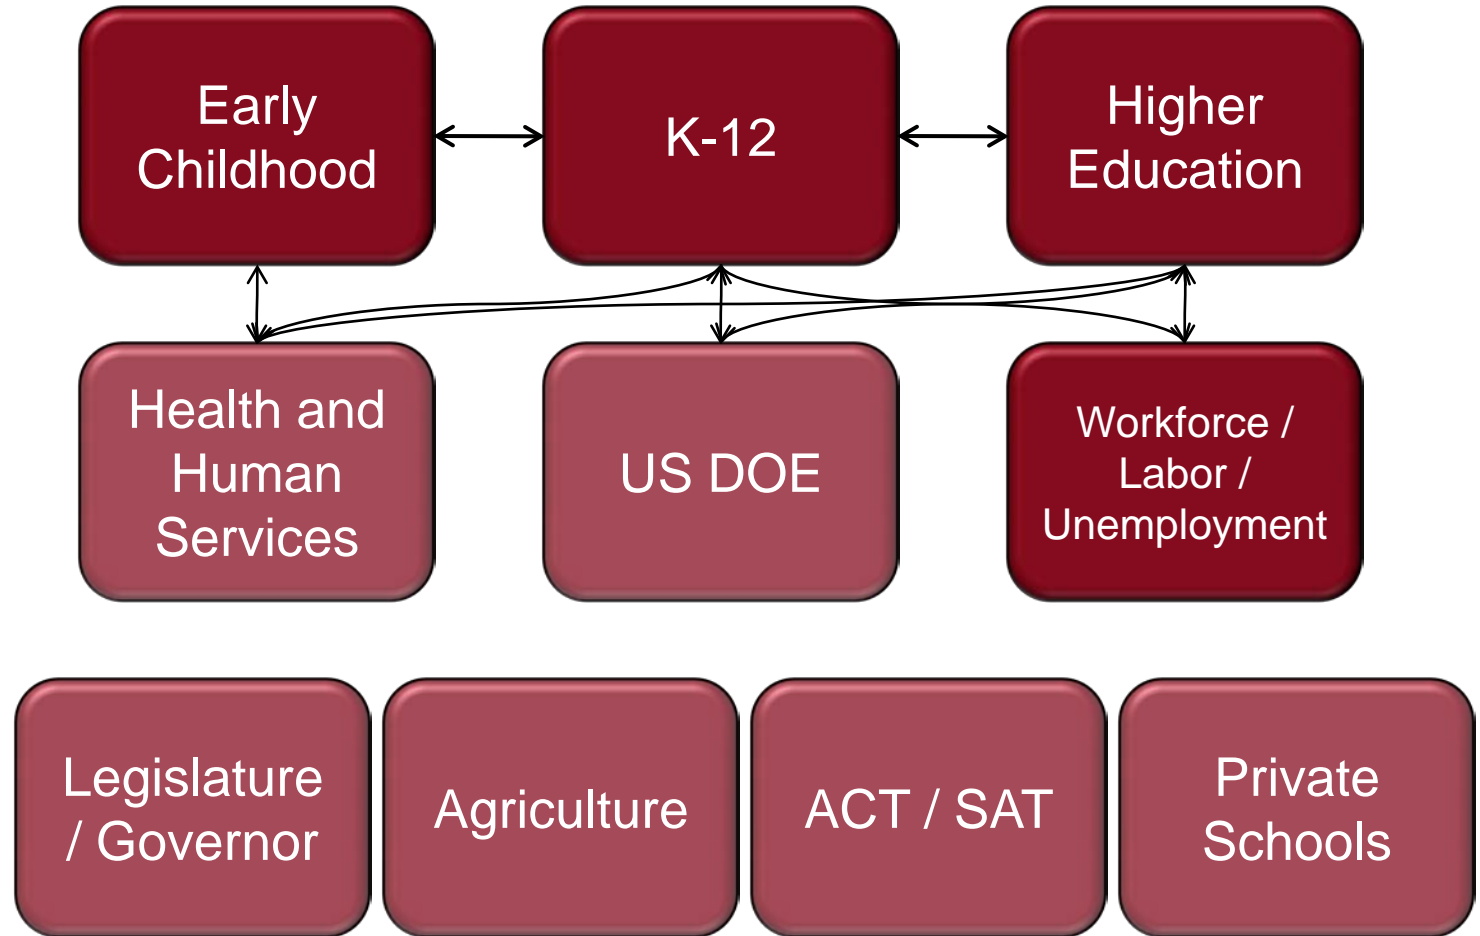 Early
Childhood
K-12
Higher
Education
Health and
Human
Services
US DOE
Workforce /
Labor /
Unemployment
Legislature
/ Governor
Agriculture
ACT / SAT
Private
Schools